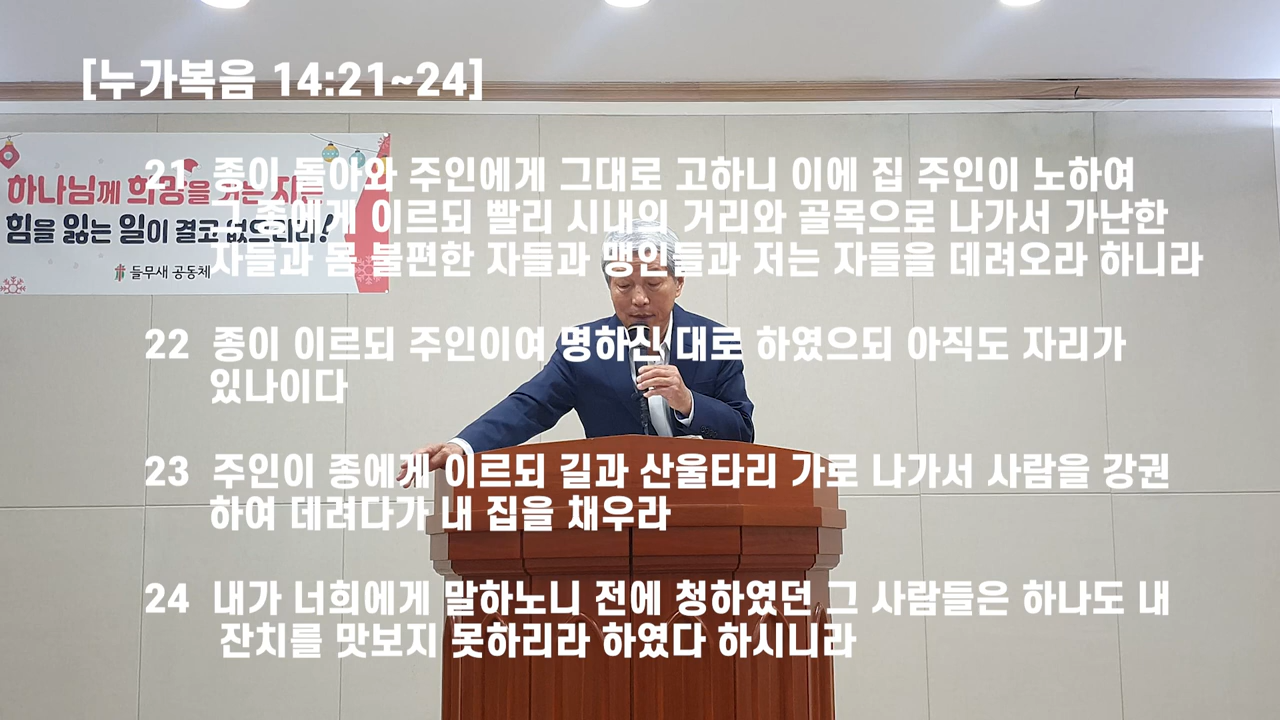 [누가복음 14:21~24]
21 종이 돌아와 주인에게 그대로 고하니 이에 집 주인이 노하여
그 종에게 이르되 빨리 시내의 거리와 골목으로 나가서 가난한
자들과 몸 불편한 자들과 맹인들과 저는 자들을 데려오라 하니라
22 종이 이르되 주인이여 명하신 대로 하였으되 아직도 자리가
있나이다
23 주인이 종에게 이르되 길과 산울타리 가로 나가서 사람을 강권
하여 데려다가 내 집을 채우라
24 내가 너희에게 말하노니 전에 청하였던 그 사람들은 하나도 내
잔치를 맛보지 못하리라 하였다 하시니라
하나님께 희망을 거는 자는
힘을 잃는 일이 결코 없으리라!
들무새 공동체